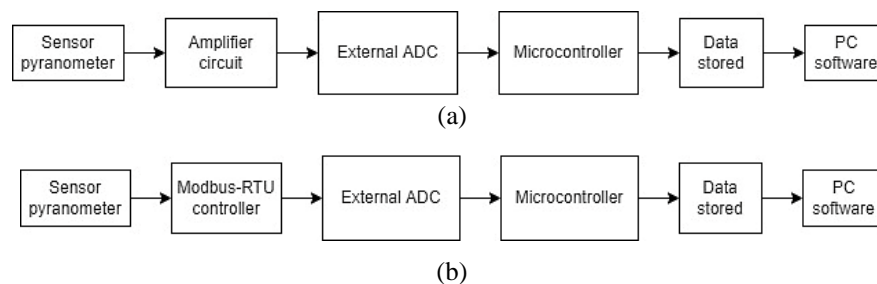 Sensor pyranometer
Amplifier circuit
External ADC
Microcontroller
Data stored
PC software
(a)
Sensor pyranometer
Modbus-RTU controller
External ADC
Microcontroller
Data stored
PC software
(b)